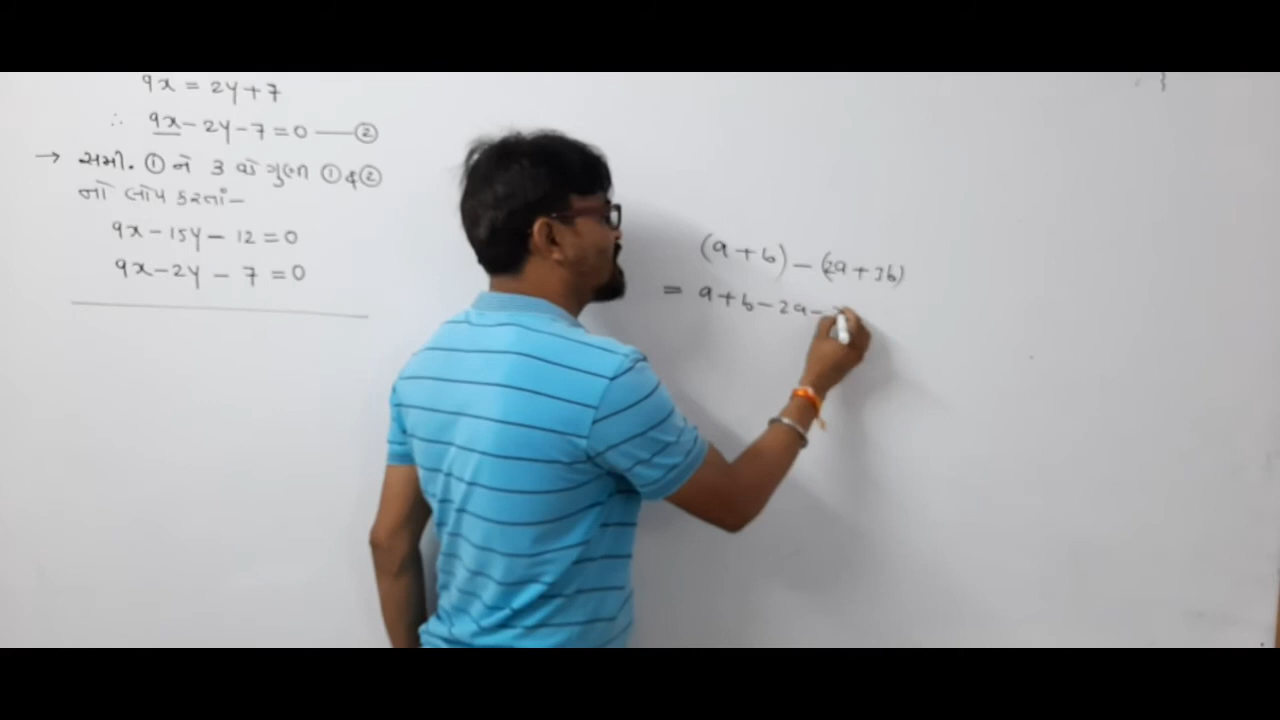 9x = 2y + 7
∴ 9x - 2y - 7 = 0 —— ②
→ સમી. ① ને 3 વડે ગુણી ① & ②
નો લોપ કરતાં -
9x - 15y - 12 = 0
9x - 2y - 7 = 0
(a + b) - (2a + 3b)
= a + b - 2a -